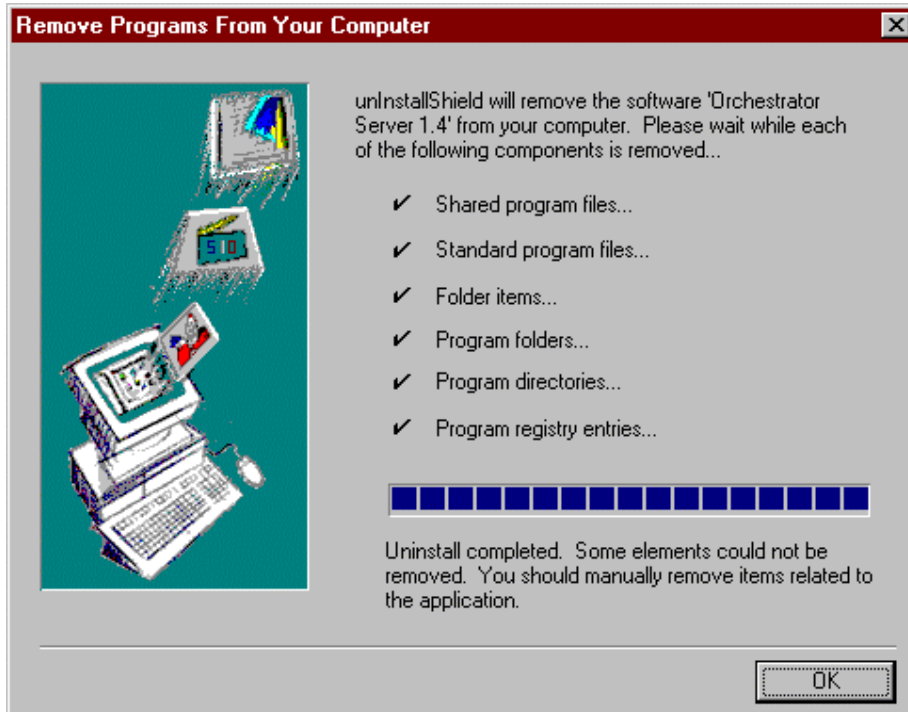 Remove Programs From Your Computer
unInstallShield will remove the software 'Orchestrator
Server 1.4' from your computer.  Please wait while each
of the following components is removed...
✔ Shared program files...
✔ Standard program files...
✔ Folder items...
✔ Program folders...
✔ Program directories...
✔ Program registry entries...
Uninstall completed.  Some elements could not be
removed.  You should manually remove items related to
the application.
OK